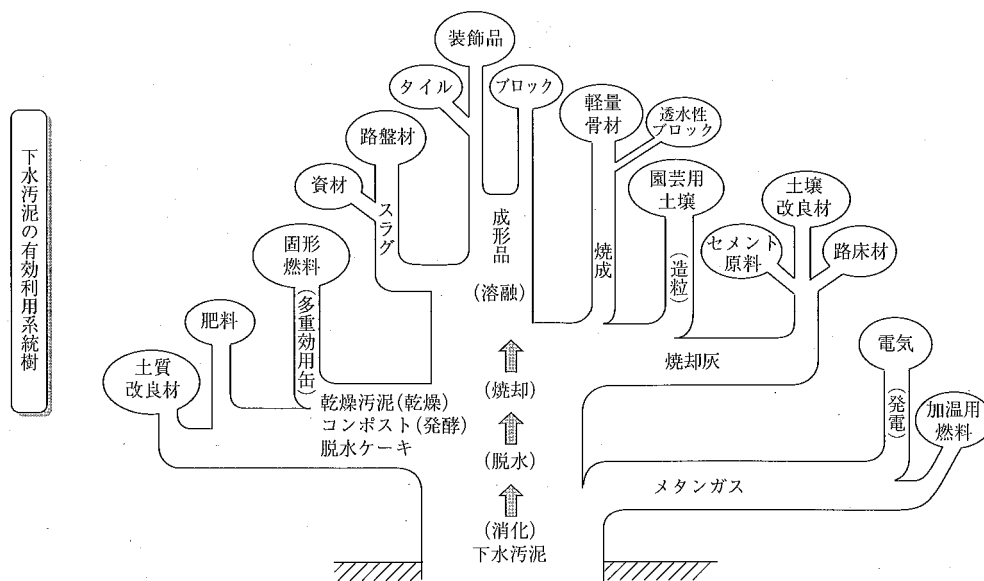 下水汚泥の有効利用系統樹
装飾品
タイル
ブロック
路盤材
資材
スラグ
成形品
(溶融)
軽量
骨材
透水性
ブロック
焼成
園芸用
土壌
(造粒)
土壌
改良材
セメント
原料
路床材
焼却灰
固形
燃料
(多重効用缶)
肥料
土質
改良材
乾燥汚泥(乾燥)
コンポスト(発酵)
脱水ケーキ
(焼却)
(脱水)
(消化)
下水汚泥
電気
(発電)
加温用
燃料
メタンガス